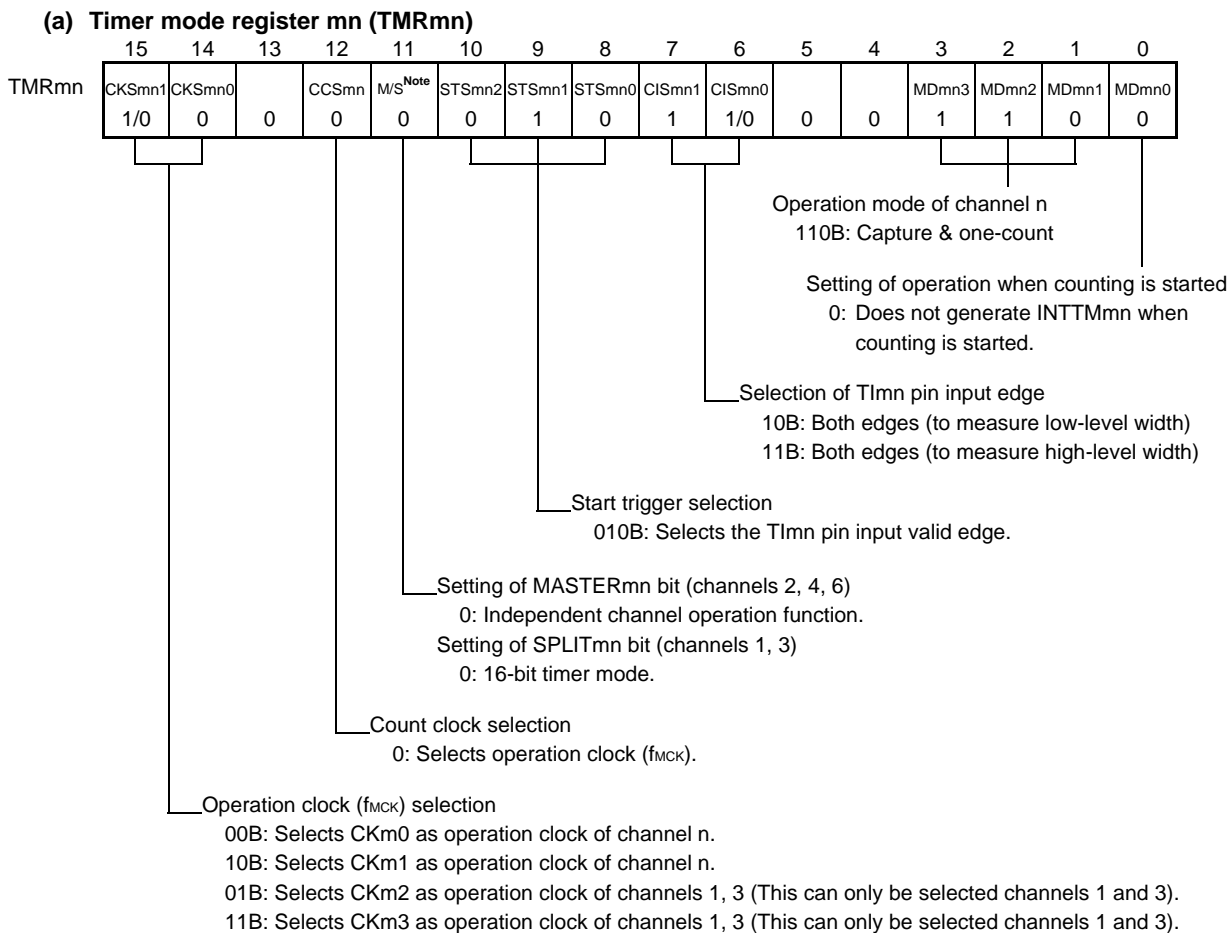 (a) Timer mode register mn (TMRmn)
15 14 13 12 11 10 9 8 7 6 5 4 3 2 1 0
TMRmn CKSmn1 CKSmn0 CCSmn M/S Note STSmn2 STSmn1 STSmn0 CISmn1 CISmn0 MDmn3 MDmn2 MDmn1 MDmn0
1/0 0 0 0 0 0 1 0 1 1/0 0 0 1 1 0 0
Operation mode of channel n
110B: Capture & one-count
Setting of operation when counting is started
0: Does not generate INTTMmn when
counting is started.
Selection of TImn pin input edge
10B: Both edges (to measure low-level width)
11B: Both edges (to measure high-level width)
Start trigger selection
010B: Selects the TImn pin input valid edge.
Setting of MASTERmn bit (channels 2, 4, 6)
0: Independent channel operation function.
Setting of SPLITmn bit (channels 1, 3)
0: 16-bit timer mode.
Count clock selection
0: Selects operation clock (fMCK).
Operation clock (fMCK) selection
00B: Selects CKm0 as operation clock of channel n.
10B: Selects CKm1 as operation clock of channel n.
01B: Selects CKm2 as operation clock of channels 1, 3 (This can only be selected channels 1 and 3).
11B: Selects CKm3 as operation clock of channels 1, 3 (This can only be selected channels 1 and 3).